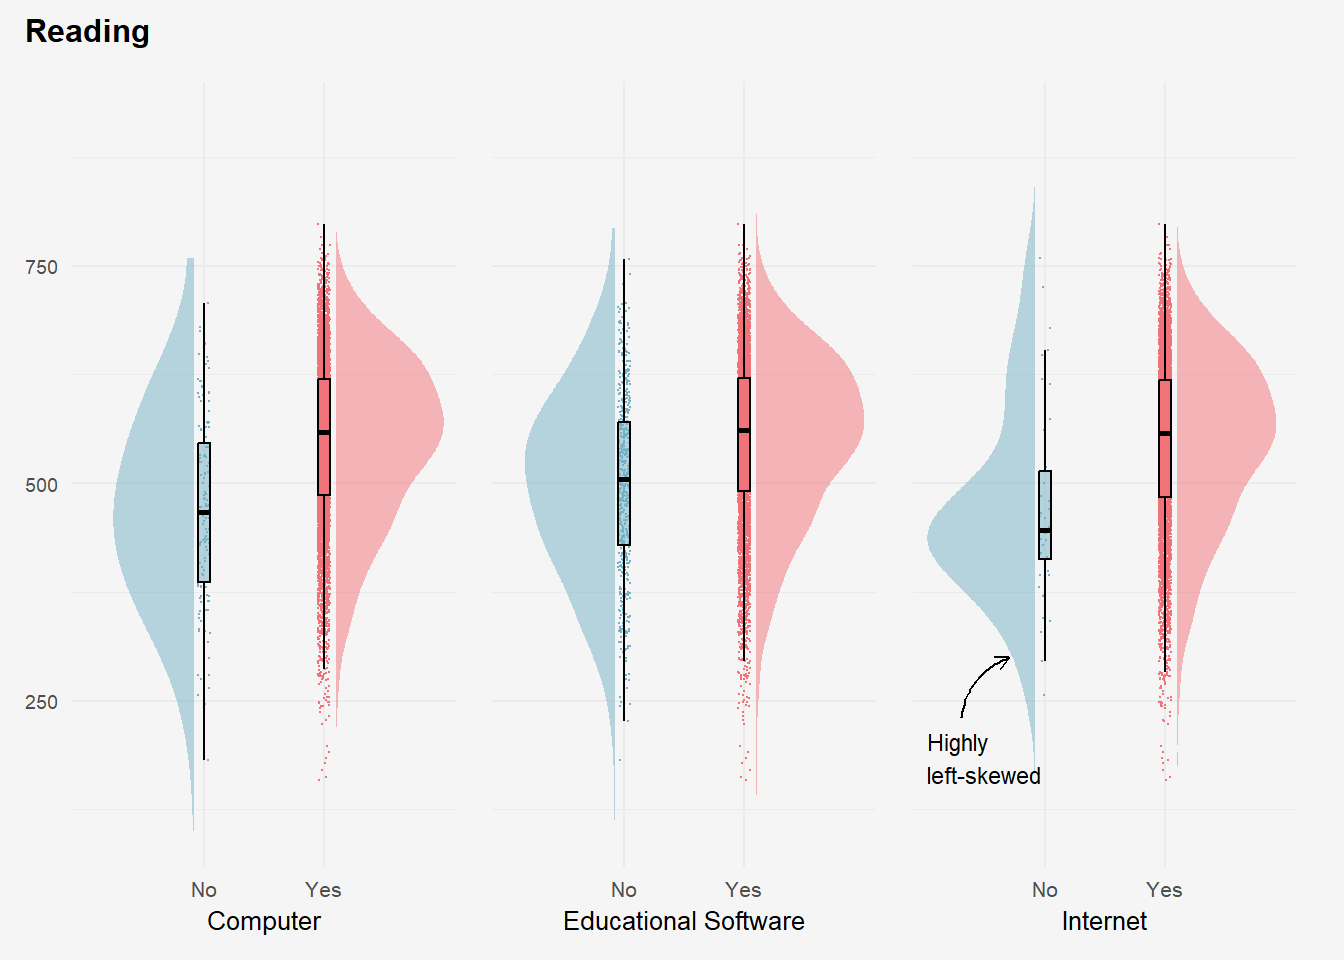 Reading
750
500
250
Highly
left-skewed
No Yes No Yes No Yes
Computer Educational Software Internet